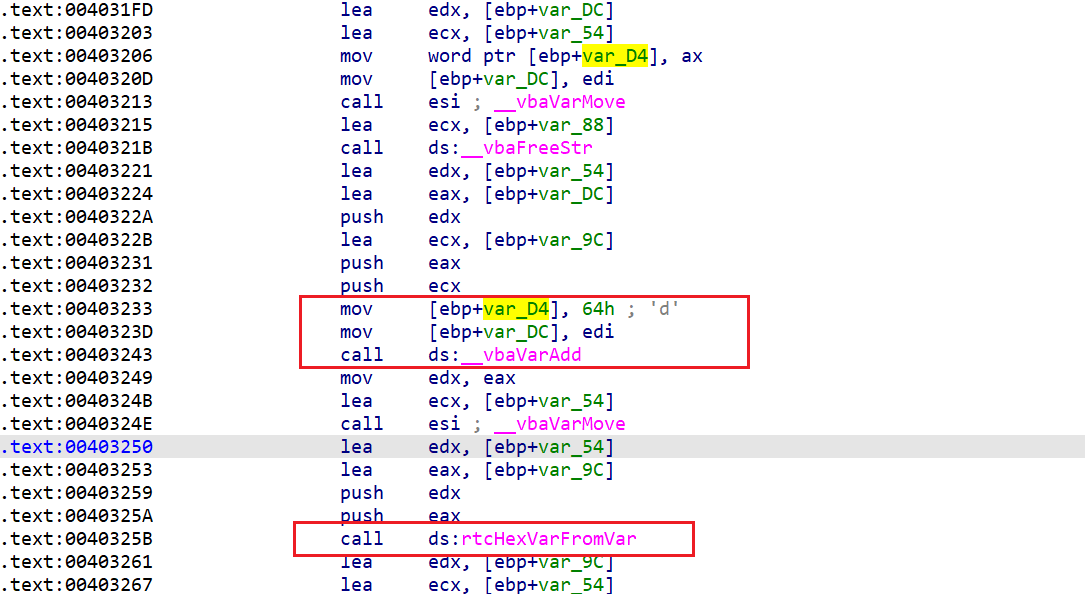 .text:004031FD lea edx, [ebp+var_DC]
.text:00403203 lea ecx, [ebp+var_54]
.text:00403206 mov word ptr [ebp+var_D4], ax
.text:0040320D mov [ebp+var_DC], edi
.text:00403213 call esi ; __vbaVarMove
.text:00403215 lea ecx, [ebp+var_88]
.text:0040321B call ds:__vbaFreeStr
.text:00403221 lea edx, [ebp+var_54]
.text:00403224 lea eax, [ebp+var_DC]
.text:0040322A push edx
.text:0040322B lea ecx, [ebp+var_9C]
.text:00403231 push eax
.text:00403232 push ecx
.text:00403233 mov [ebp+var_D4], 64h ; 'd'
.text:0040323D mov [ebp+var_DC], edi
.text:00403243 call ds:__vbaVarAdd
.text:00403249 mov edx, eax
.text:0040324B lea ecx, [ebp+var_54]
.text:0040324E call esi ; __vbaVarMove
.text:00403250 lea edx, [ebp+var_54]
.text:00403253 lea eax, [ebp+var_9C]
.text:00403259 push edx
.text:0040325A push eax
.text:0040325B call ds:rtcHexVarFromVar
.text:00403261 lea edx, [ebp+var_9C]
.text:00403267 lea ecx, [ebp+var_54]